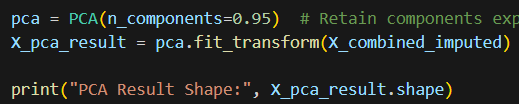 pca = PCA(n_components=0.95)  # Retain components exp
X_pca_result = pca.fit_transform(X_combined_imputed)
print("PCA Result Shape:", X_pca_result.shape)